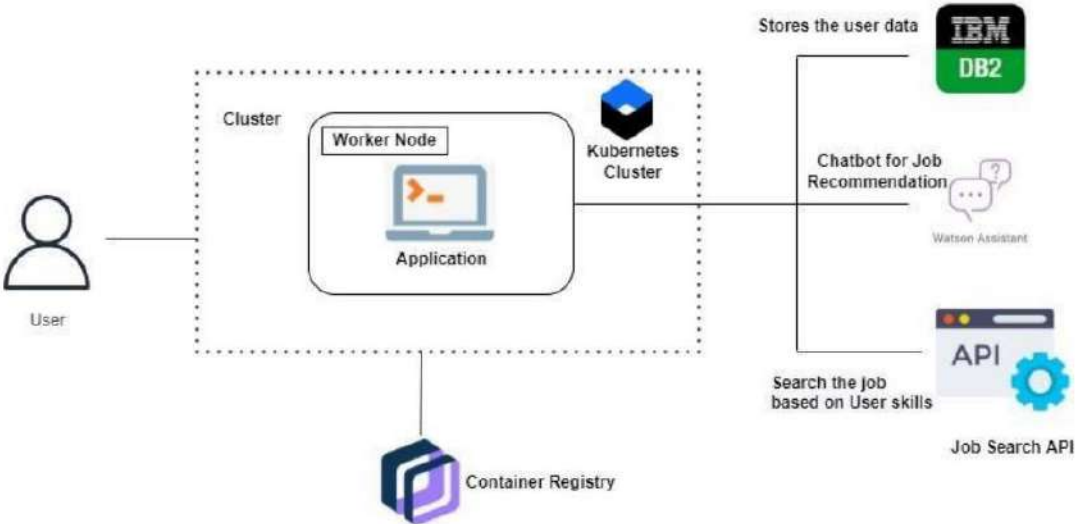 Stores the user data
IBM
DB2
Cluster
Worker Node
Kubernetes
Cluster
Application
Chatbot for Job
Recommendation
?
...
Watson Assistant
User
API
Search the job
based on User skills
Job Search API
Container Registry